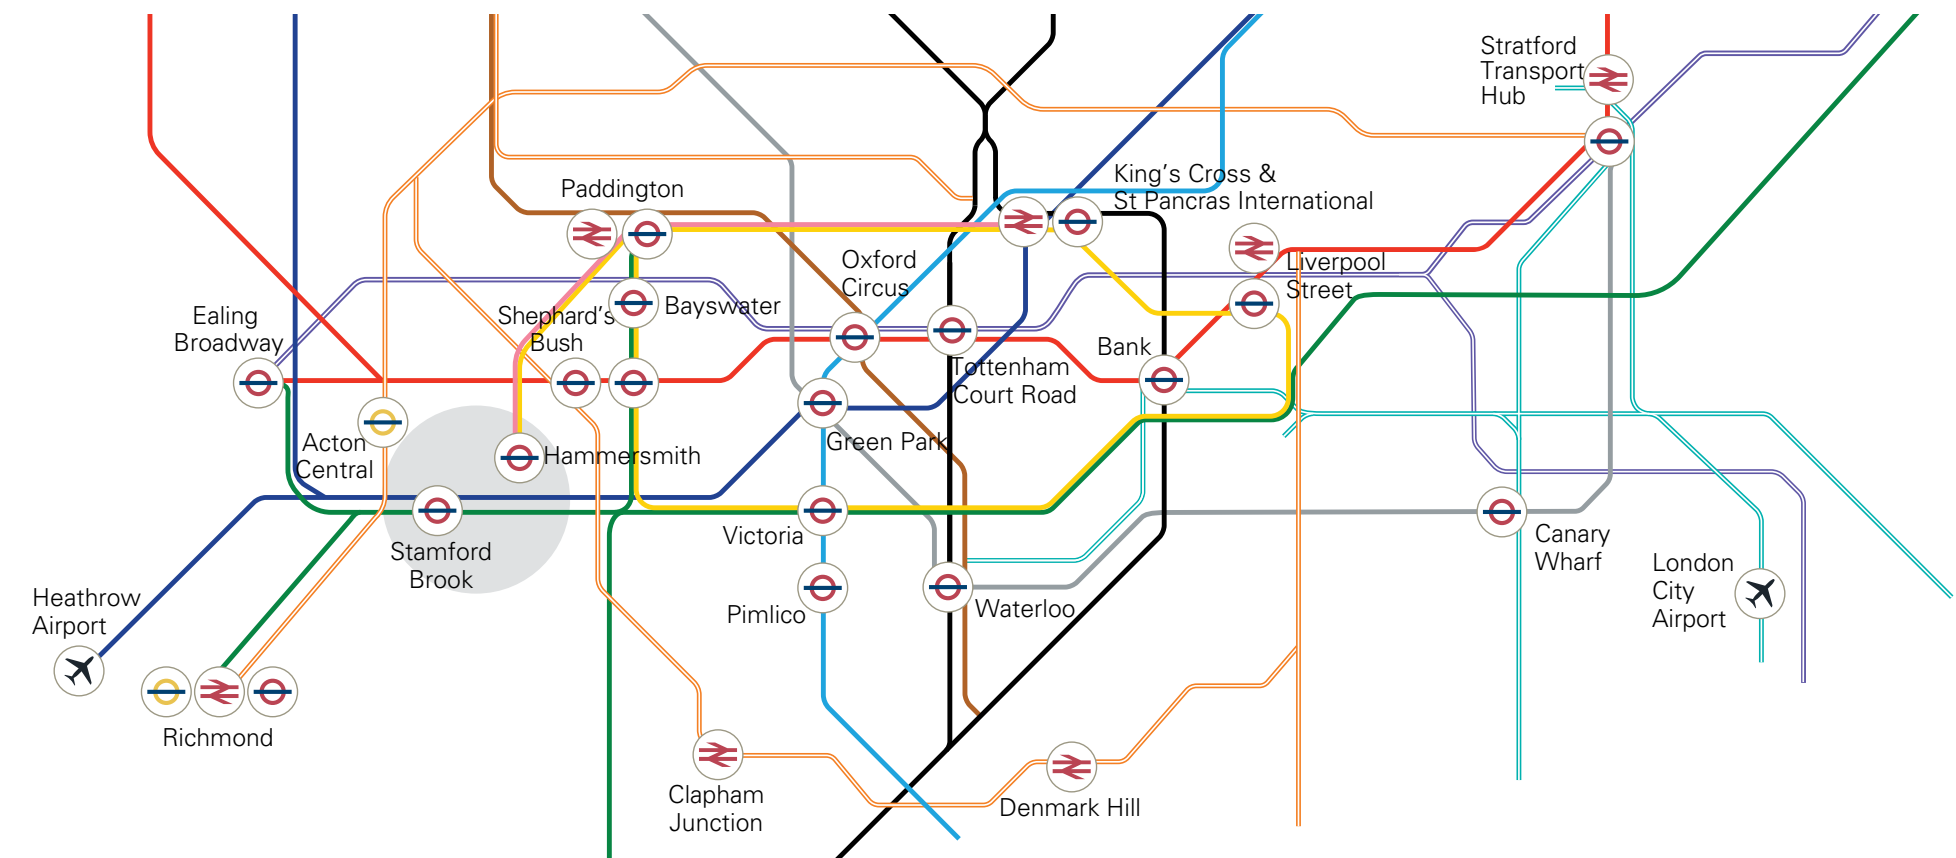 Stratford
Transport
Hub
Paddington
King's Cross &
St Pancras International
Oxford
Circus
Liverpool
Street
Ealing
Broadway
Shepherd's
Bush
Bayswater
Tottenham
Court Road
Bank
Acton
Central
Hammersmith
Green Park
Stamford
Brook
Victoria
Canary
Wharf
Heathrow
Airport
Pimlico
Waterloo
London
City
Airport
Richmond
Clapham
Junction
Denmark Hill